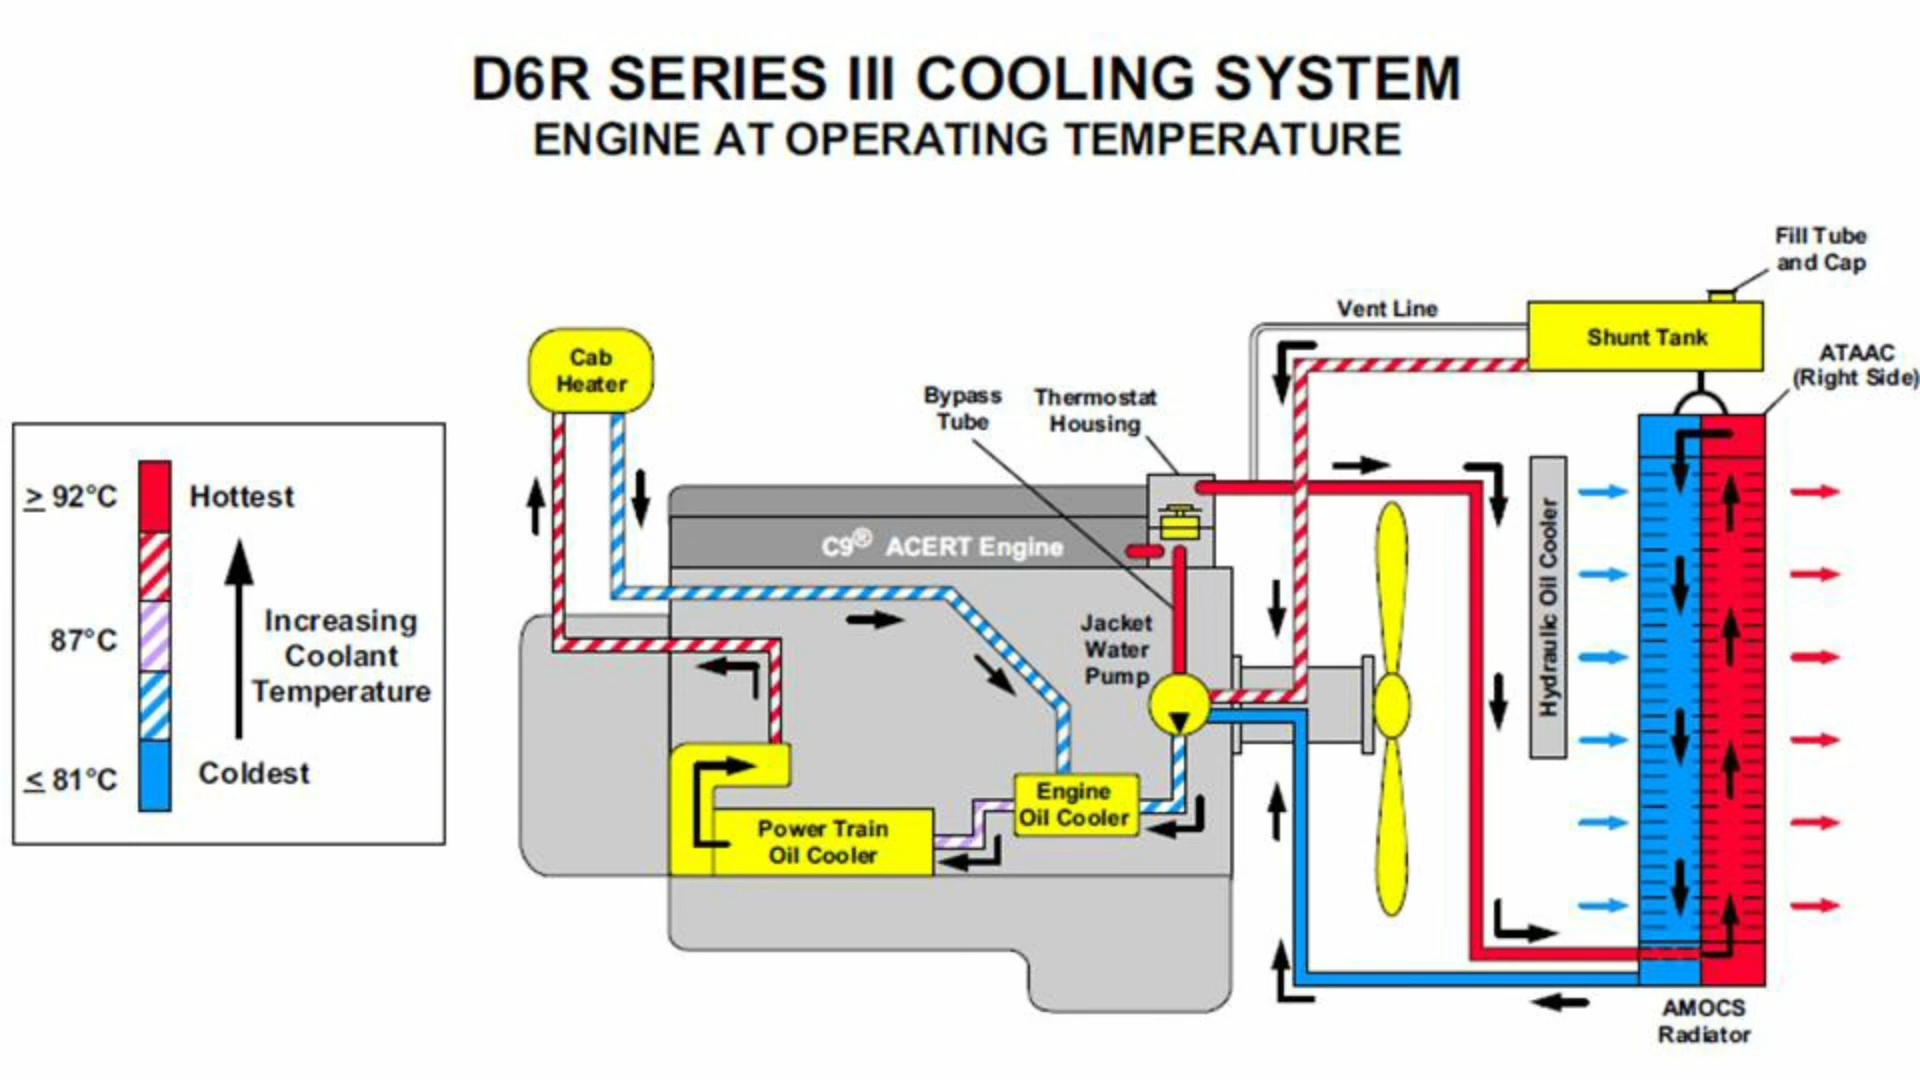 D6R SERIES III COOLING SYSTEM
ENGINE AT OPERATING TEMPERATURE
Fill Tube
and Cap
Vent Line
Shunt Tank
ATAAC
(Right Side)
Cab
Heater
Bypass
Tube
Thermostat
Housing
≥ 92°C
Hottest
87°C
Increasing
Coolant
Temperature
≤ 81°C
Coldest
C9® ACERT Engine
Jacket
Water
Pump
Hydraulic Oil Cooler
Engine
Oil Cooler
Power Train
Oil Cooler
AMOCS
Radiator